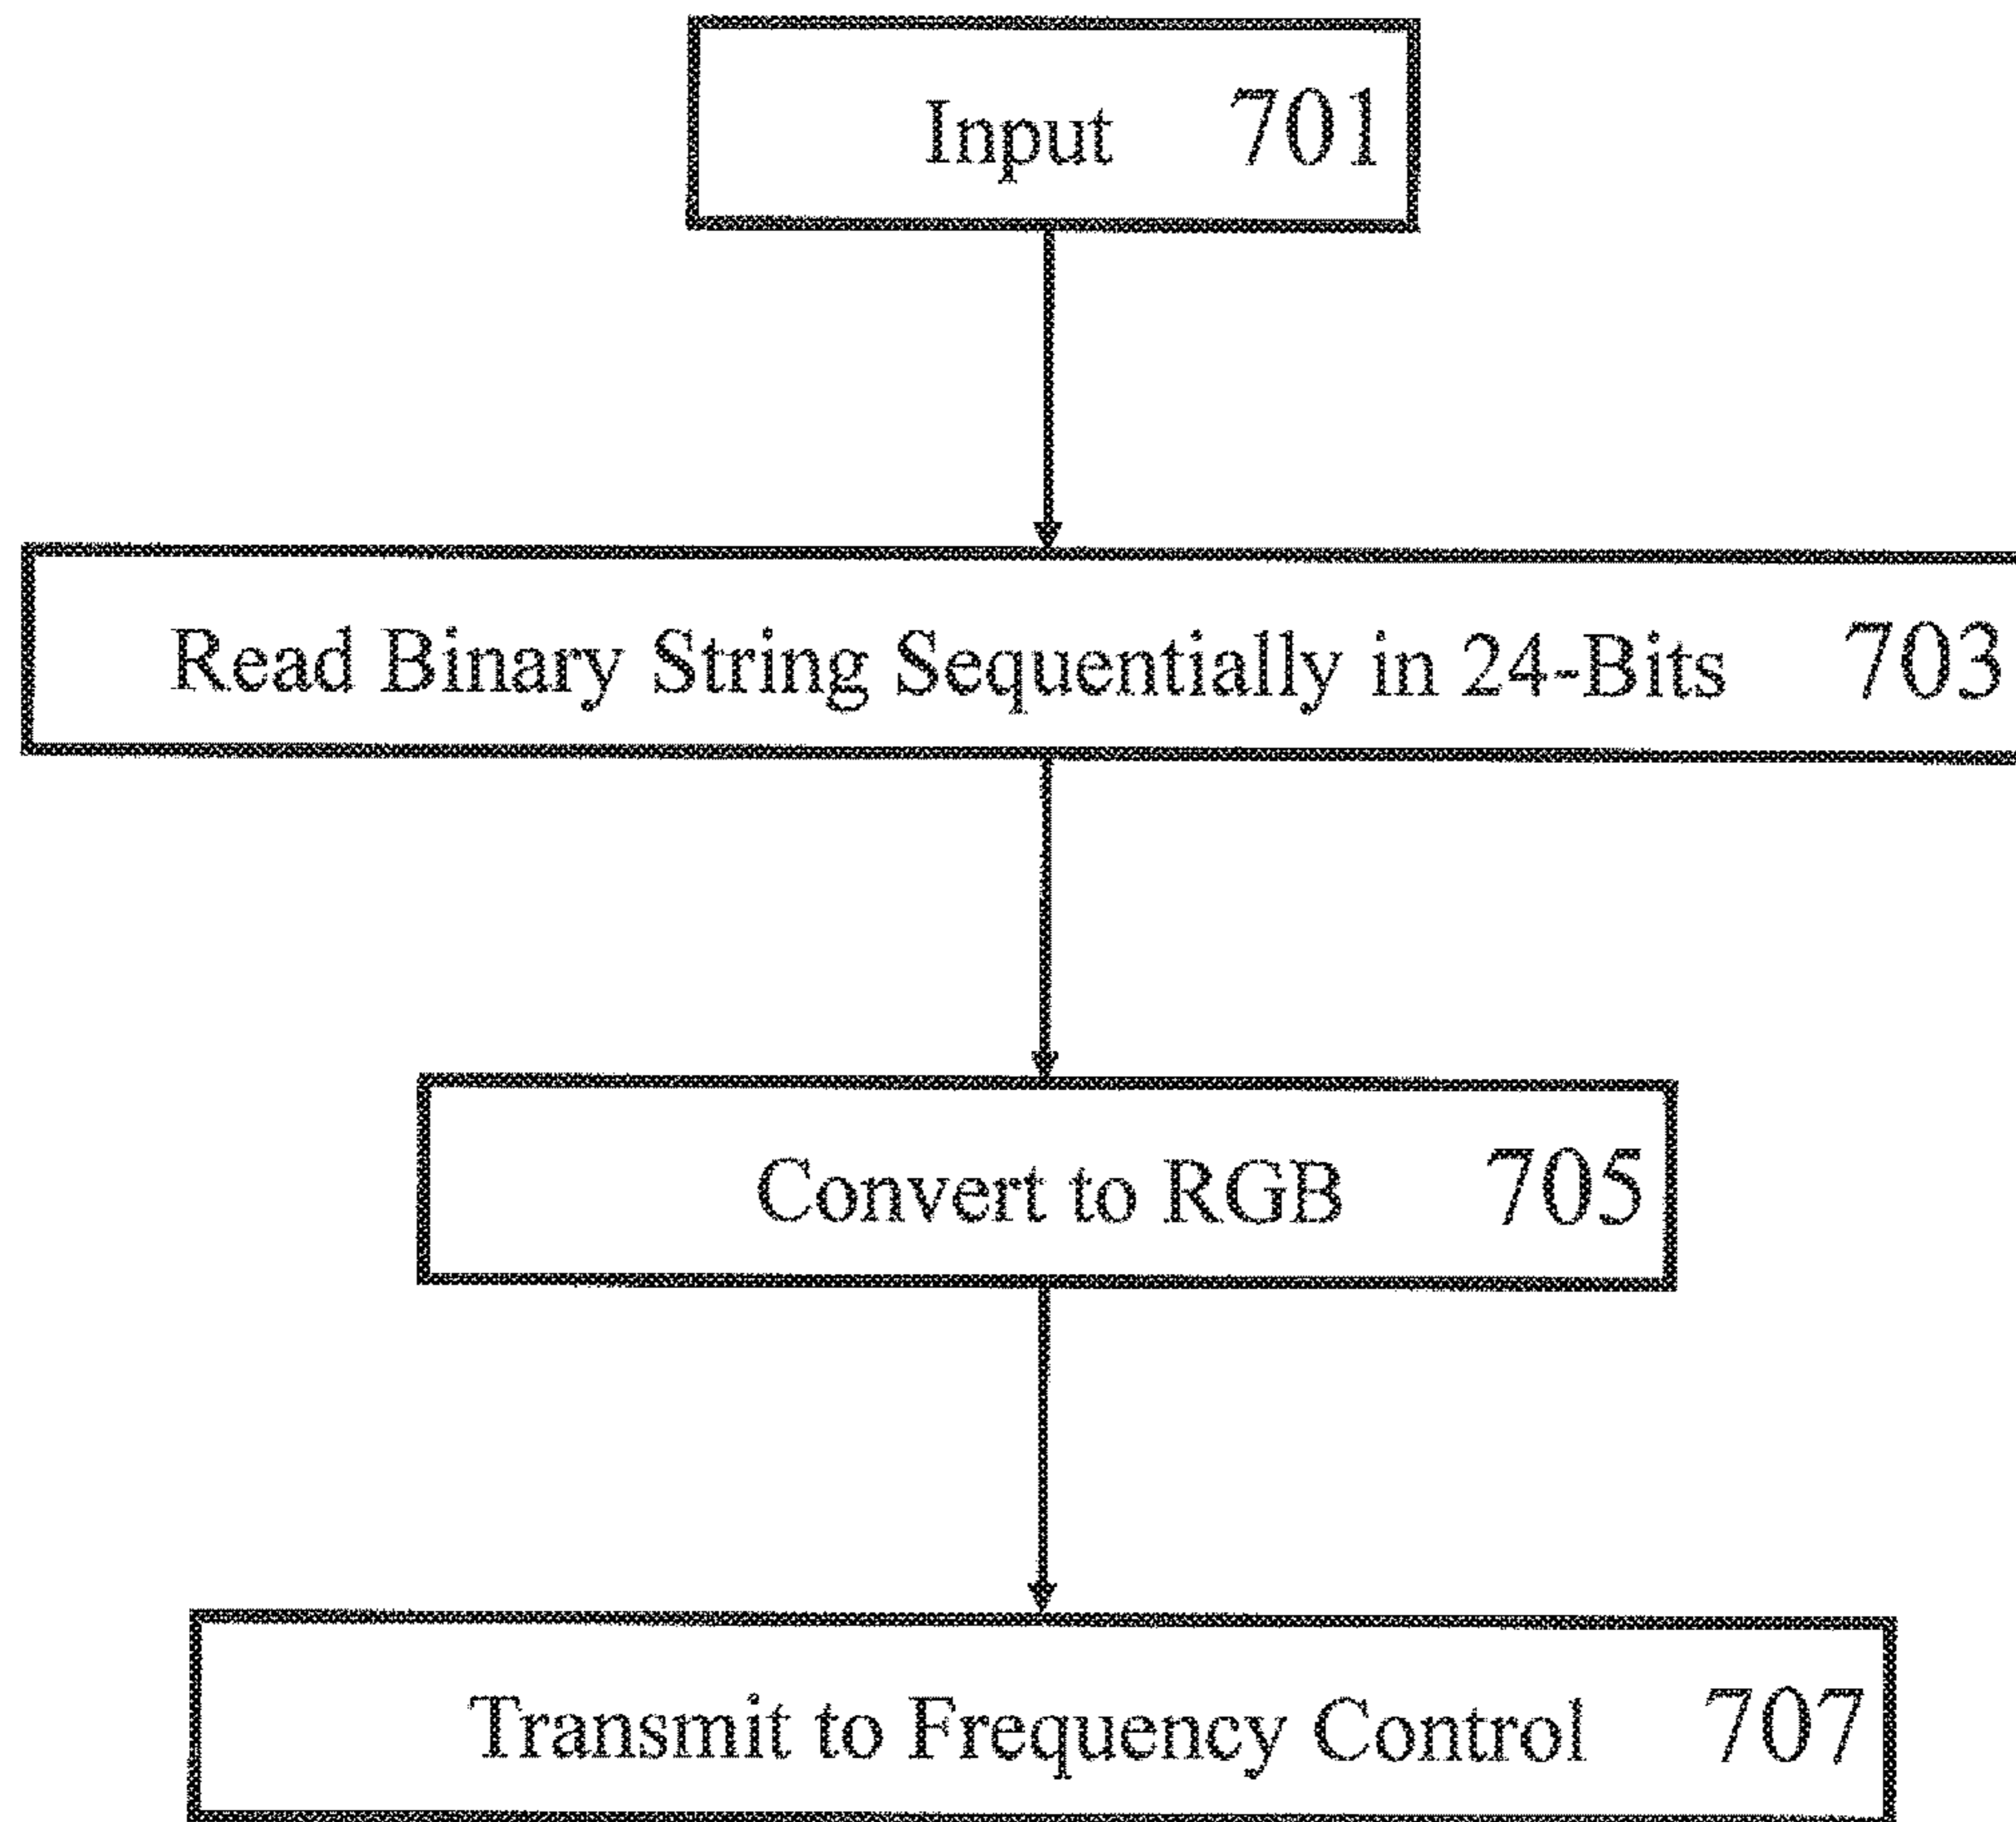 Input 701
Read Binary String Sequentially in 24-Bits 703
Convert to RGB 705
Transmit to Frequency Control 707